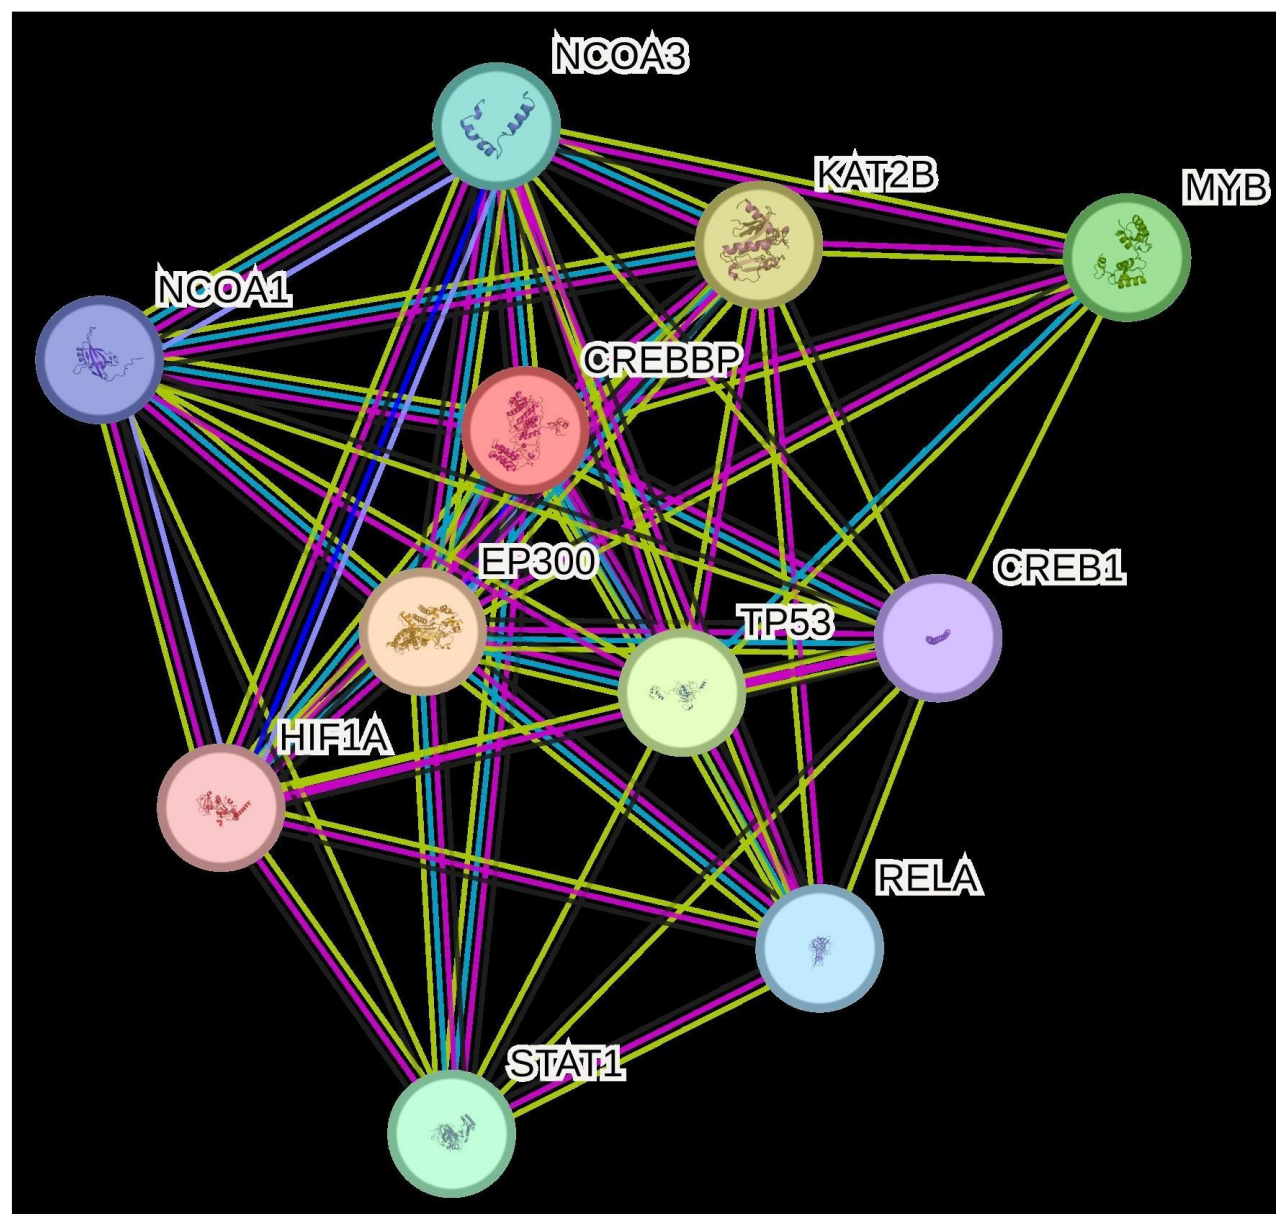 NCOA3
KAT2B
MYB
NCOA1
CREBBP
EP300
CREB1
TP53
HIF1A
RELA
STAT1